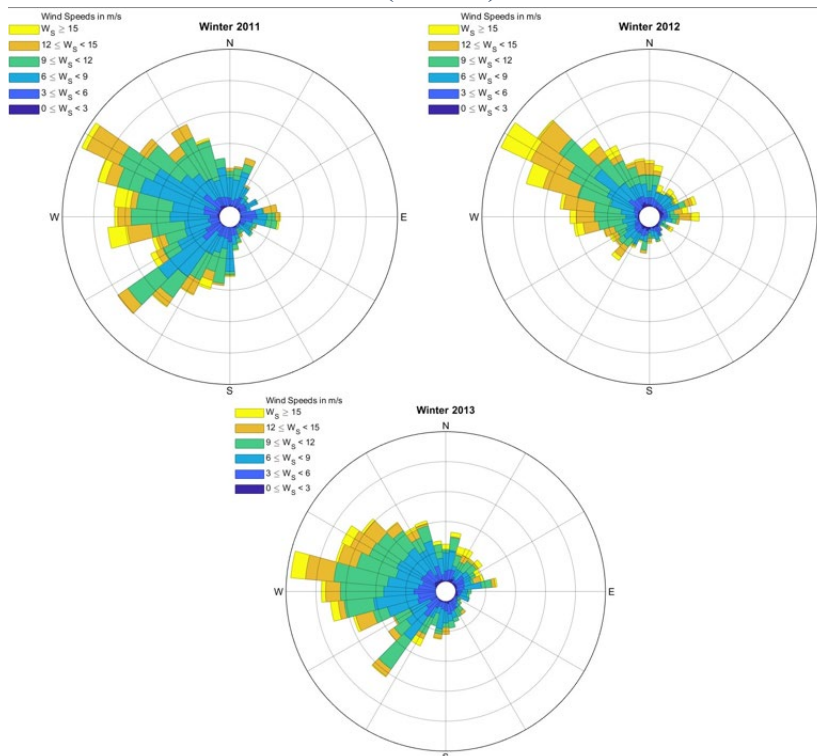 Wind Speeds in m/s
W_S ≥ 15
12 ≤ W_S < 15
9 ≤ W_S < 12
6 ≤ W_S < 9
3 ≤ W_S < 6
0 ≤ W_S < 3
Winter 2011
N
W
E
S
Wind Speeds in m/s
W_S ≥ 15
12 ≤ W_S < 15
9 ≤ W_S < 12
6 ≤ W_S < 9
3 ≤ W_S < 6
0 ≤ W_S < 3
Winter 2012
N
W
E
S
Wind Speeds in m/s
W_S ≥ 15
12 ≤ W_S < 15
9 ≤ W_S < 12
6 ≤ W_S < 9
3 ≤ W_S < 6
0 ≤ W_S < 3
Winter 2013
N
W
E